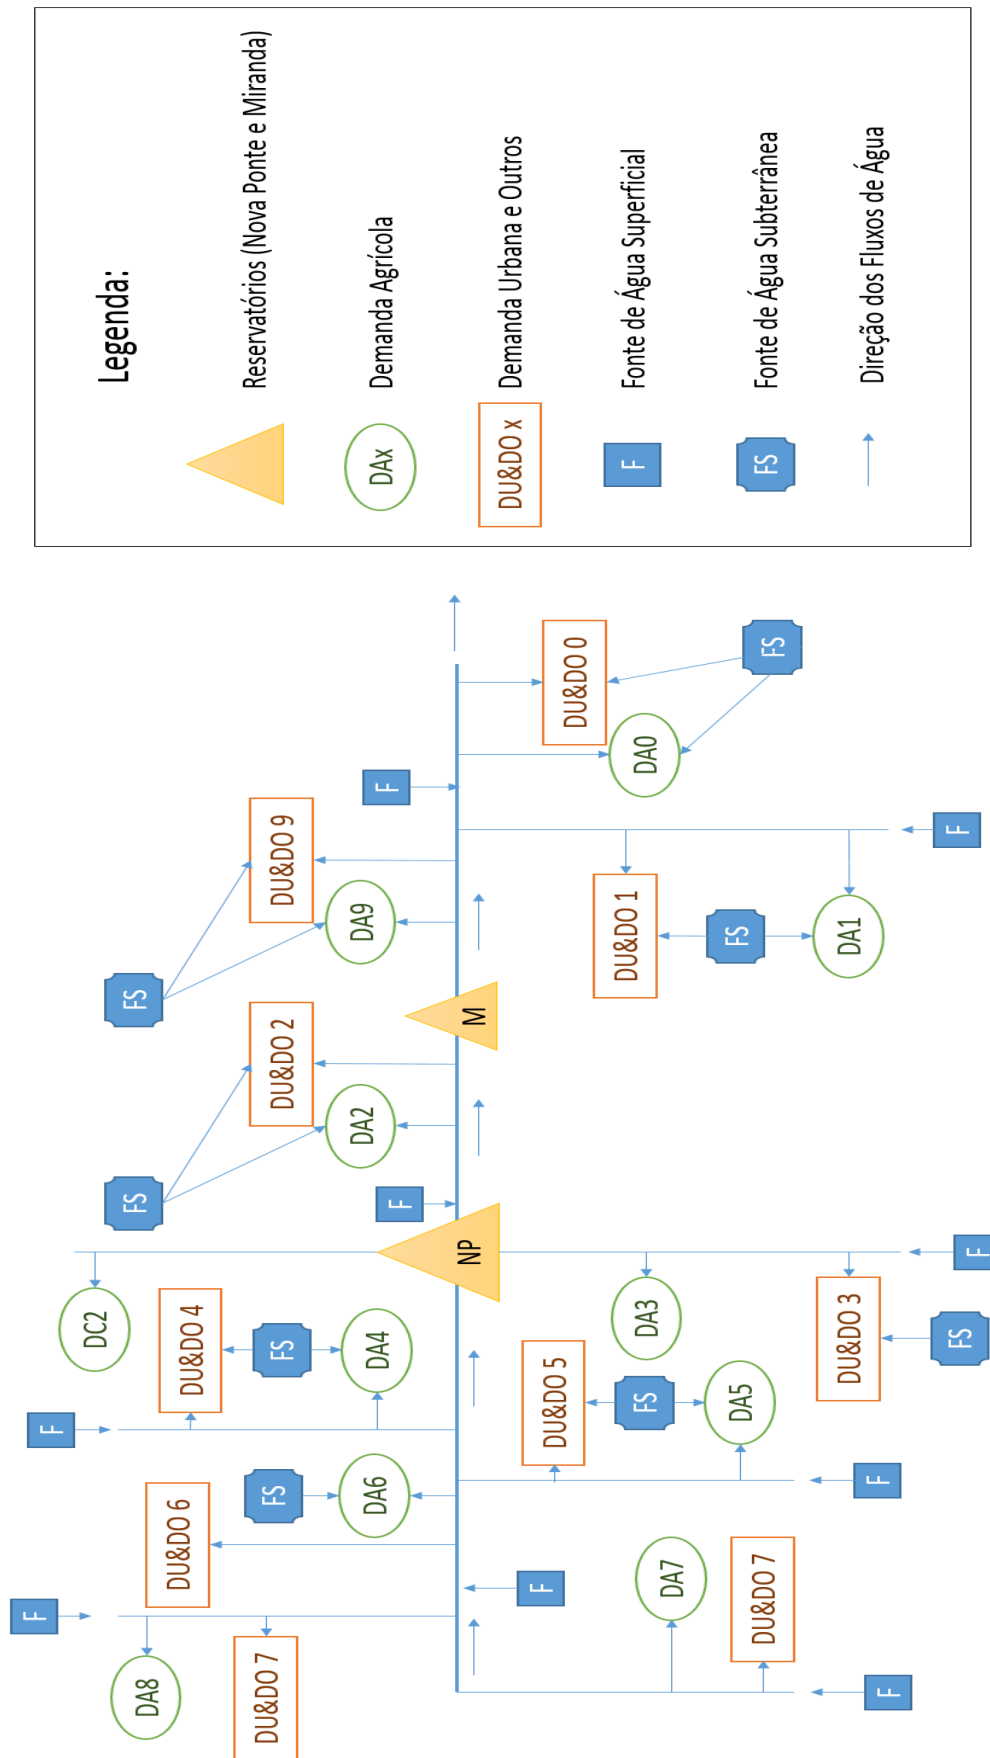 Legenda:
Reservatórios (Nova Ponte e Miranda)
DAx
Demanda Agrícola
DU&DO x
Demanda Urbana e Outros
F
Fonte de Água Superficial
FS
Fonte de Água Subterrânea
Direção dos Fluxos de Água
F
F
DC2
FS
FS
DA8
DU&DO 6
DU&DO 4
DU&DO 2
DU&DO 9
DU&DO 7
FS
FS
DA6
DA4
F
DA2
DA9
F
NP
M
F
DU&DO 5
DU&DO 0
DA7
FS
DA3
DU&DO 1
DA0
DU&DO 7
DA5
FS
FS
DU&DO 3
DA1
F
F
FS
F
F